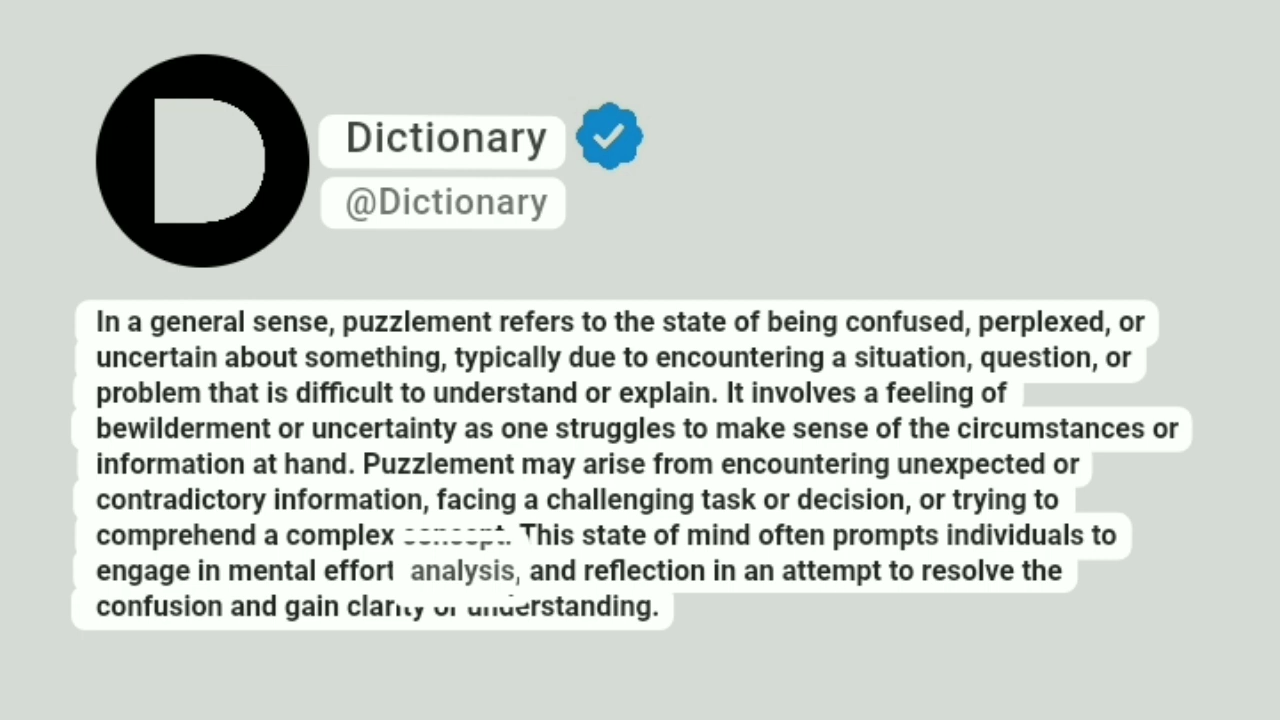 D
Dictionary
@Dictionary
In a general sense, puzzlement refers to the state of being confused, perplexed, or
uncertain about something, typically due to encountering a situation, question, or
problem that is difficult to understand or explain. It involves a feeling of
bewilderment or uncertainty as one struggles to make sense of the circumstances or
information at hand. Puzzlement may arise from encountering unexpected or
contradictory information, facing a challenging task or decision, or trying to
comprehend a complex concept. This state of mind often prompts individuals to
engage in mental effort analysis, and reflection in an attempt to resolve the
confusion and gain clarity or understanding.